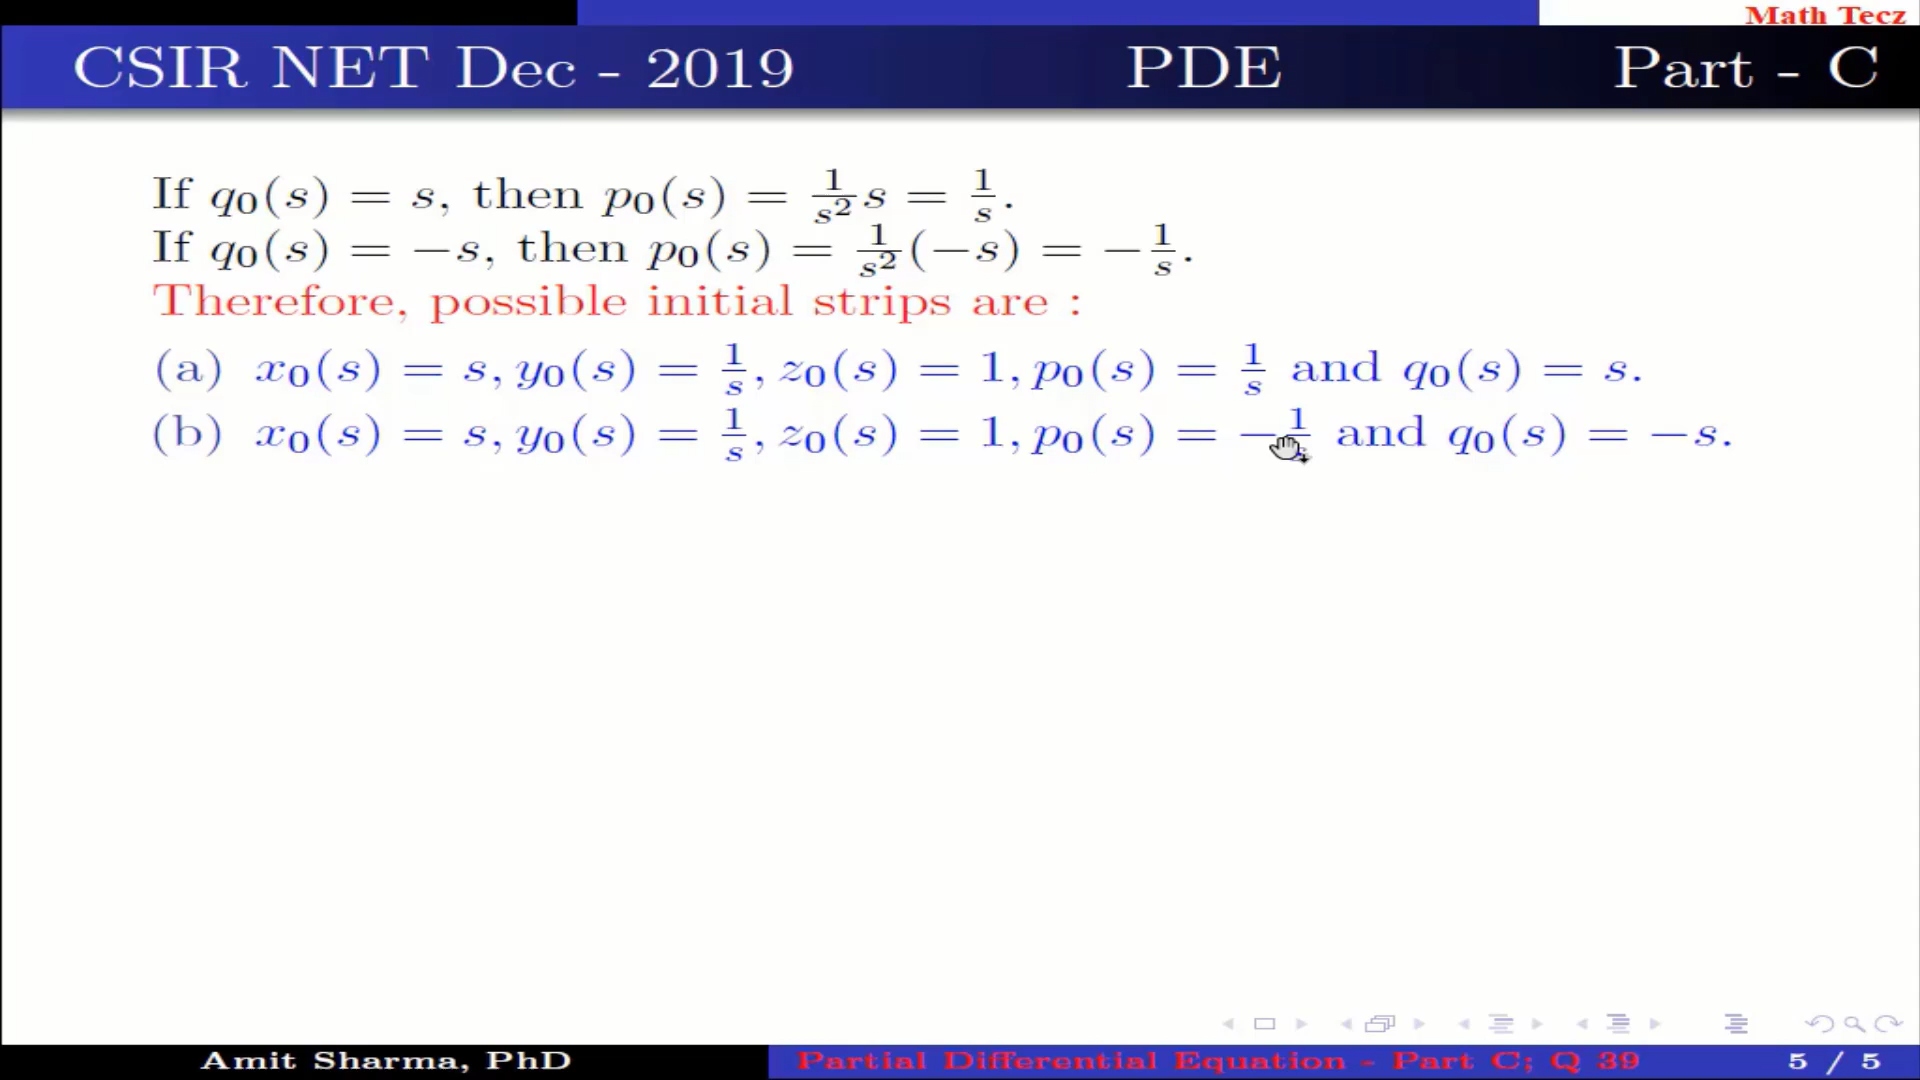 Math Tecz
CSIR NET Dec - 2019 PDE Part - C
If q₀(s) = s, then p₀(s) = 1/s² s = 1/s.
If q₀(s) = −s, then p₀(s) = 1/s² (−s) = −1/s.
Therefore, possible initial strips are :
(a) x₀(s) = s, y₀(s) = 1/s, z₀(s) = 1, p₀(s) = 1/s and q₀(s) = s.
(b) x₀(s) = s, y₀(s) = 1/s, z₀(s) = 1, p₀(s) = −1/s and q₀(s) = −s.
Amit Sharma, PhD Partial Differential Equation - Part C; Q 39 5 / 5